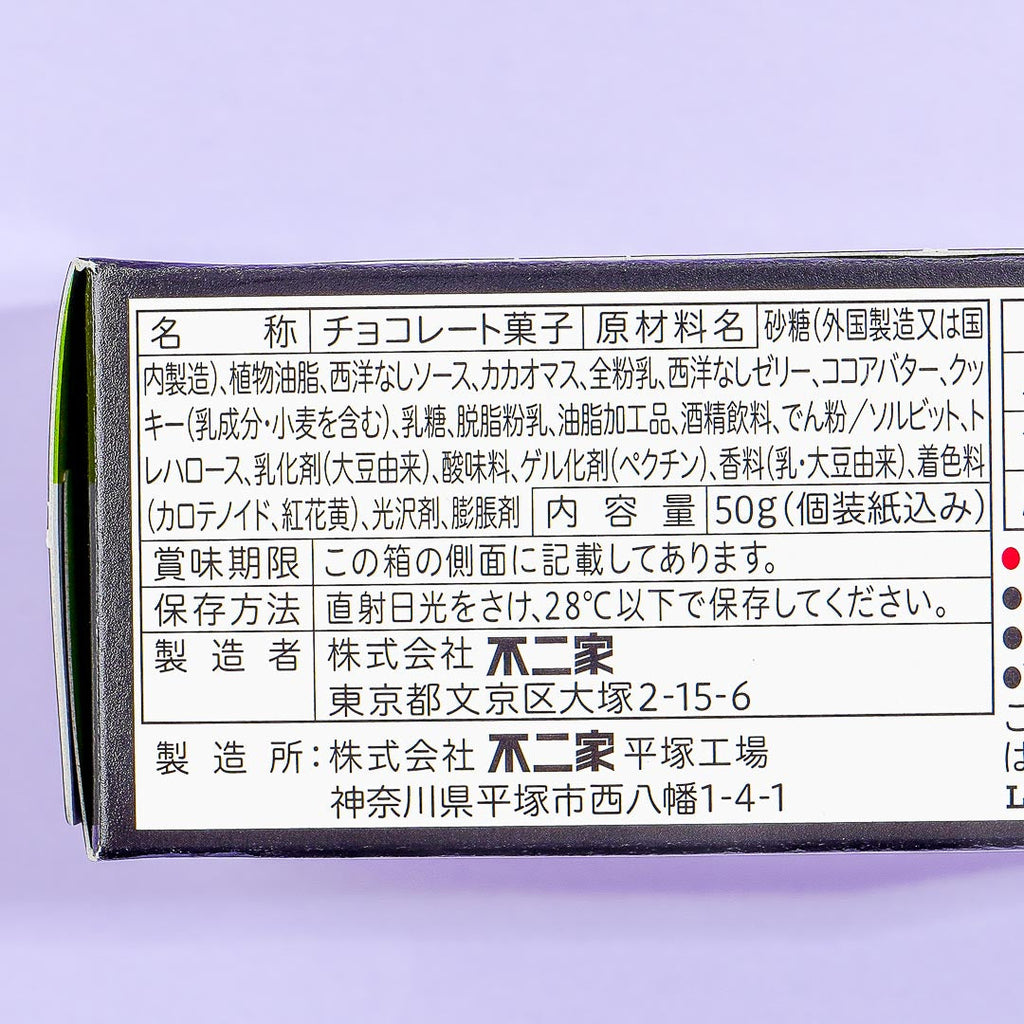 名称 チョコレート菓子 原材料名 砂糖(外国製造又は国
内製造)、植物油脂、西洋なしソース、カカオマス、全粉乳、西洋なしゼリー、ココアバター、クッ
キー(乳成分・小麦を含む)、乳糖、脱脂粉乳、油脂加工品、酒精飲料、でん粉/ソルビット、ト
レハロース、乳化剤(大豆由来)、酸味料、ゲル化剤(ペクチン)、香料(乳・大豆由来)、着色料
(カロテノイド、紅花黄)、光沢剤、膨脹剤 内容量 50g(個装紙込み)
賞味期限 この箱の側面に記載してあります。
保存方法 直射日光をさけ、28℃以下で保存してください。
製造者 株式会社 不二家
東京都文京区大塚2-15-6
製造所:株式会社 不二家 平塚工場
神奈川県平塚市西八幡1-4-1